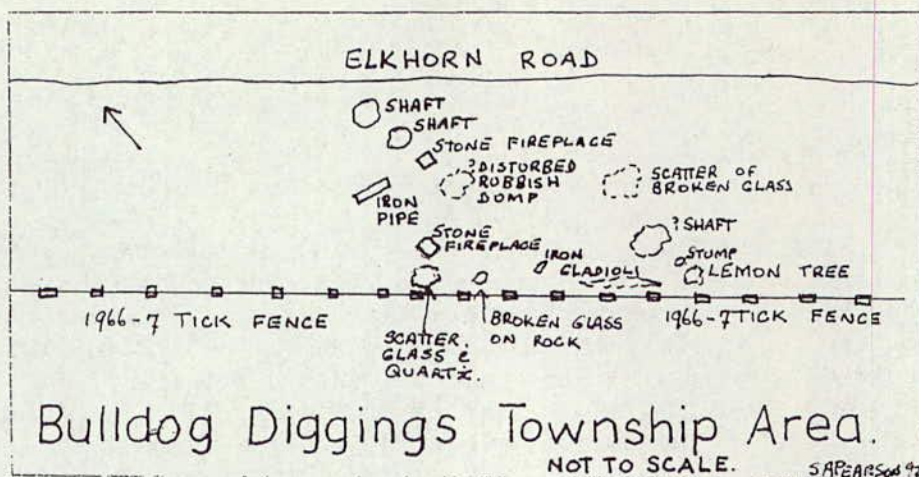 ELKHORN ROAD
SHAFT
SHAFT
STONE FIREPLACE
? DISTURBED
RUBBISH
DUMP
SCATTER OF
BROKEN GLASS
IRON
PIPE
? SHAFT
STONE
FIREPLACE
STUMP
IRON
GLADIOLI
LEMON TREE
1966-7 TICK FENCE
1966-7 TICK FENCE
BROKEN GLASS
ON ROCK
SCATTER.
GLASS &
QUARTZ.
Bulldog Diggings Township Area.
NOT TO SCALE.
S A PEARSON 92